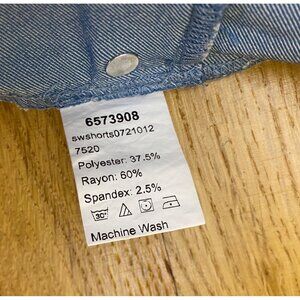 6573908
swshorts0721012
7520
Polyester: 37.5%
Rayon: 60%
Spandex: 2.5%
30°
Machine Wash